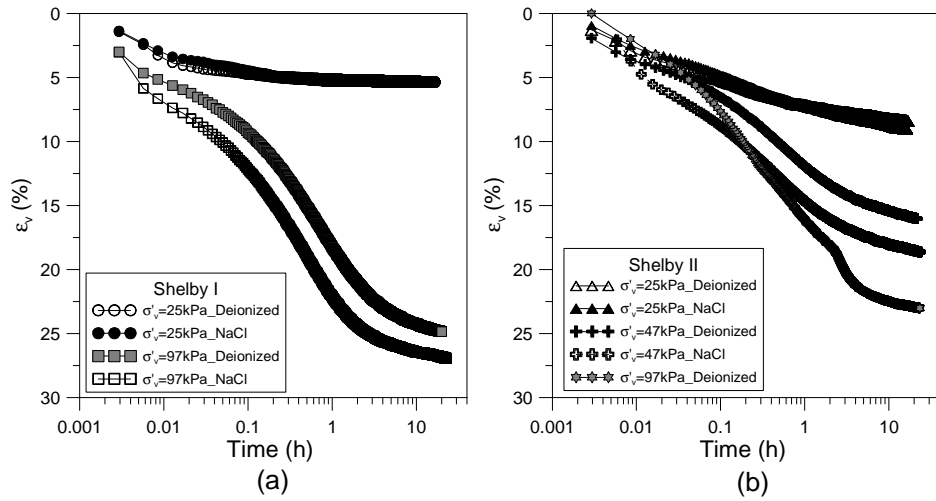 0
5
10
15
20
25
30
εv (%)
0.001
0.01
0.1
1
10
Time (h)
Shelby I
σ'v=25kPa_Deionized
σ'v=25kPa_NaCl
σ'v=97kPa_Deionized
σ'v=97kPa_NaCl
(a)
0
5
10
15
20
25
30
εv (%)
0.001
0.01
0.1
1
10
Time (h)
Shelby II
σ'v=25kPa_Deionized
σ'v=25kPa_NaCl
σ'v=47kPa_Deionized
σ'v=47kPa_NaCl
σ'v=97kPa_Deionized
(b)